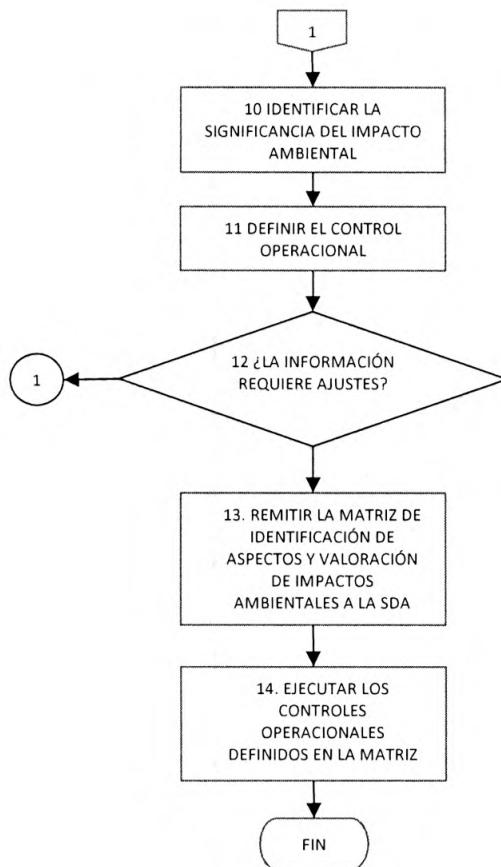 1
10 IDENTIFICAR LA
SIGNIFICANCIA DEL IMPACTO
AMBIENTAL
11 DEFINIR EL CONTROL
OPERACIONAL
12 ¿LA INFORMACIÓN
REQUIERE AJUSTES?
1
13. REMITIR LA MATRIZ DE
IDENTIFICACIÓN DE
ASPECTOS Y VALORACIÓN
DE IMPACTOS
AMBIENTALES A LA SDA
14. EJECUTAR LOS
CONTROLES
OPERACIONALES
DEFINIDOS EN LA MATRIZ
FIN